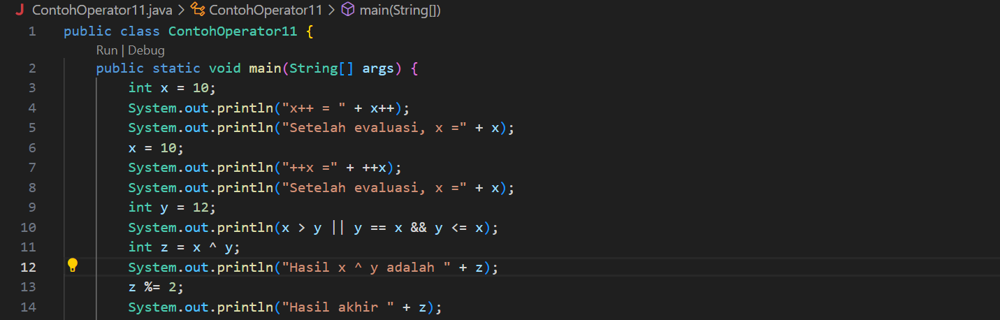 ContohOperator11.java > ContohOperator11 > main(String[])
1 public class ContohOperator11 {
Run | Debug
2 public static void main(String[] args) {
3 int x = 10;
4 System.out.println("x++ = " + x++);
5 System.out.println("Setelah evaluasi, x =" + x);
6 x = 10;
7 System.out.println("++x =" + ++x);
8 System.out.println("Setelah evaluasi, x =" + x);
9 int y = 12;
10 System.out.println(x > y || y == x && y <= x);
11 int z = x ^ y;
12 System.out.println("Hasil x ^ y adalah " + z);
13 z %= 2;
14 System.out.println("Hasil akhir " + z);